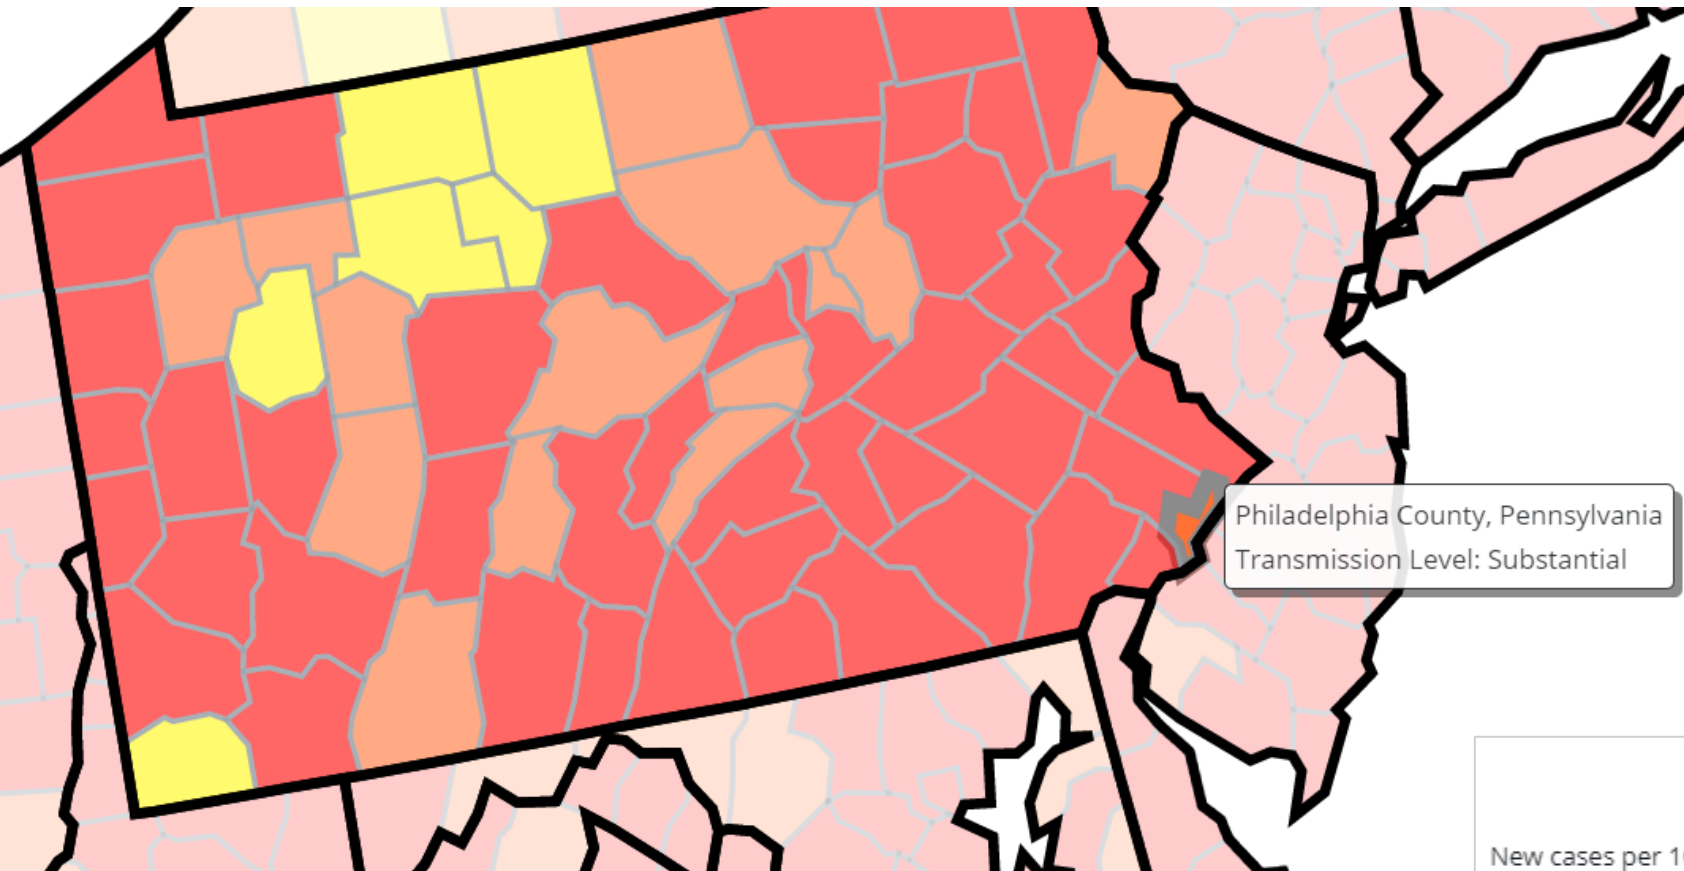 Philadelphia County, Pennsylvania
Transmission Level: Substantial
New cases per